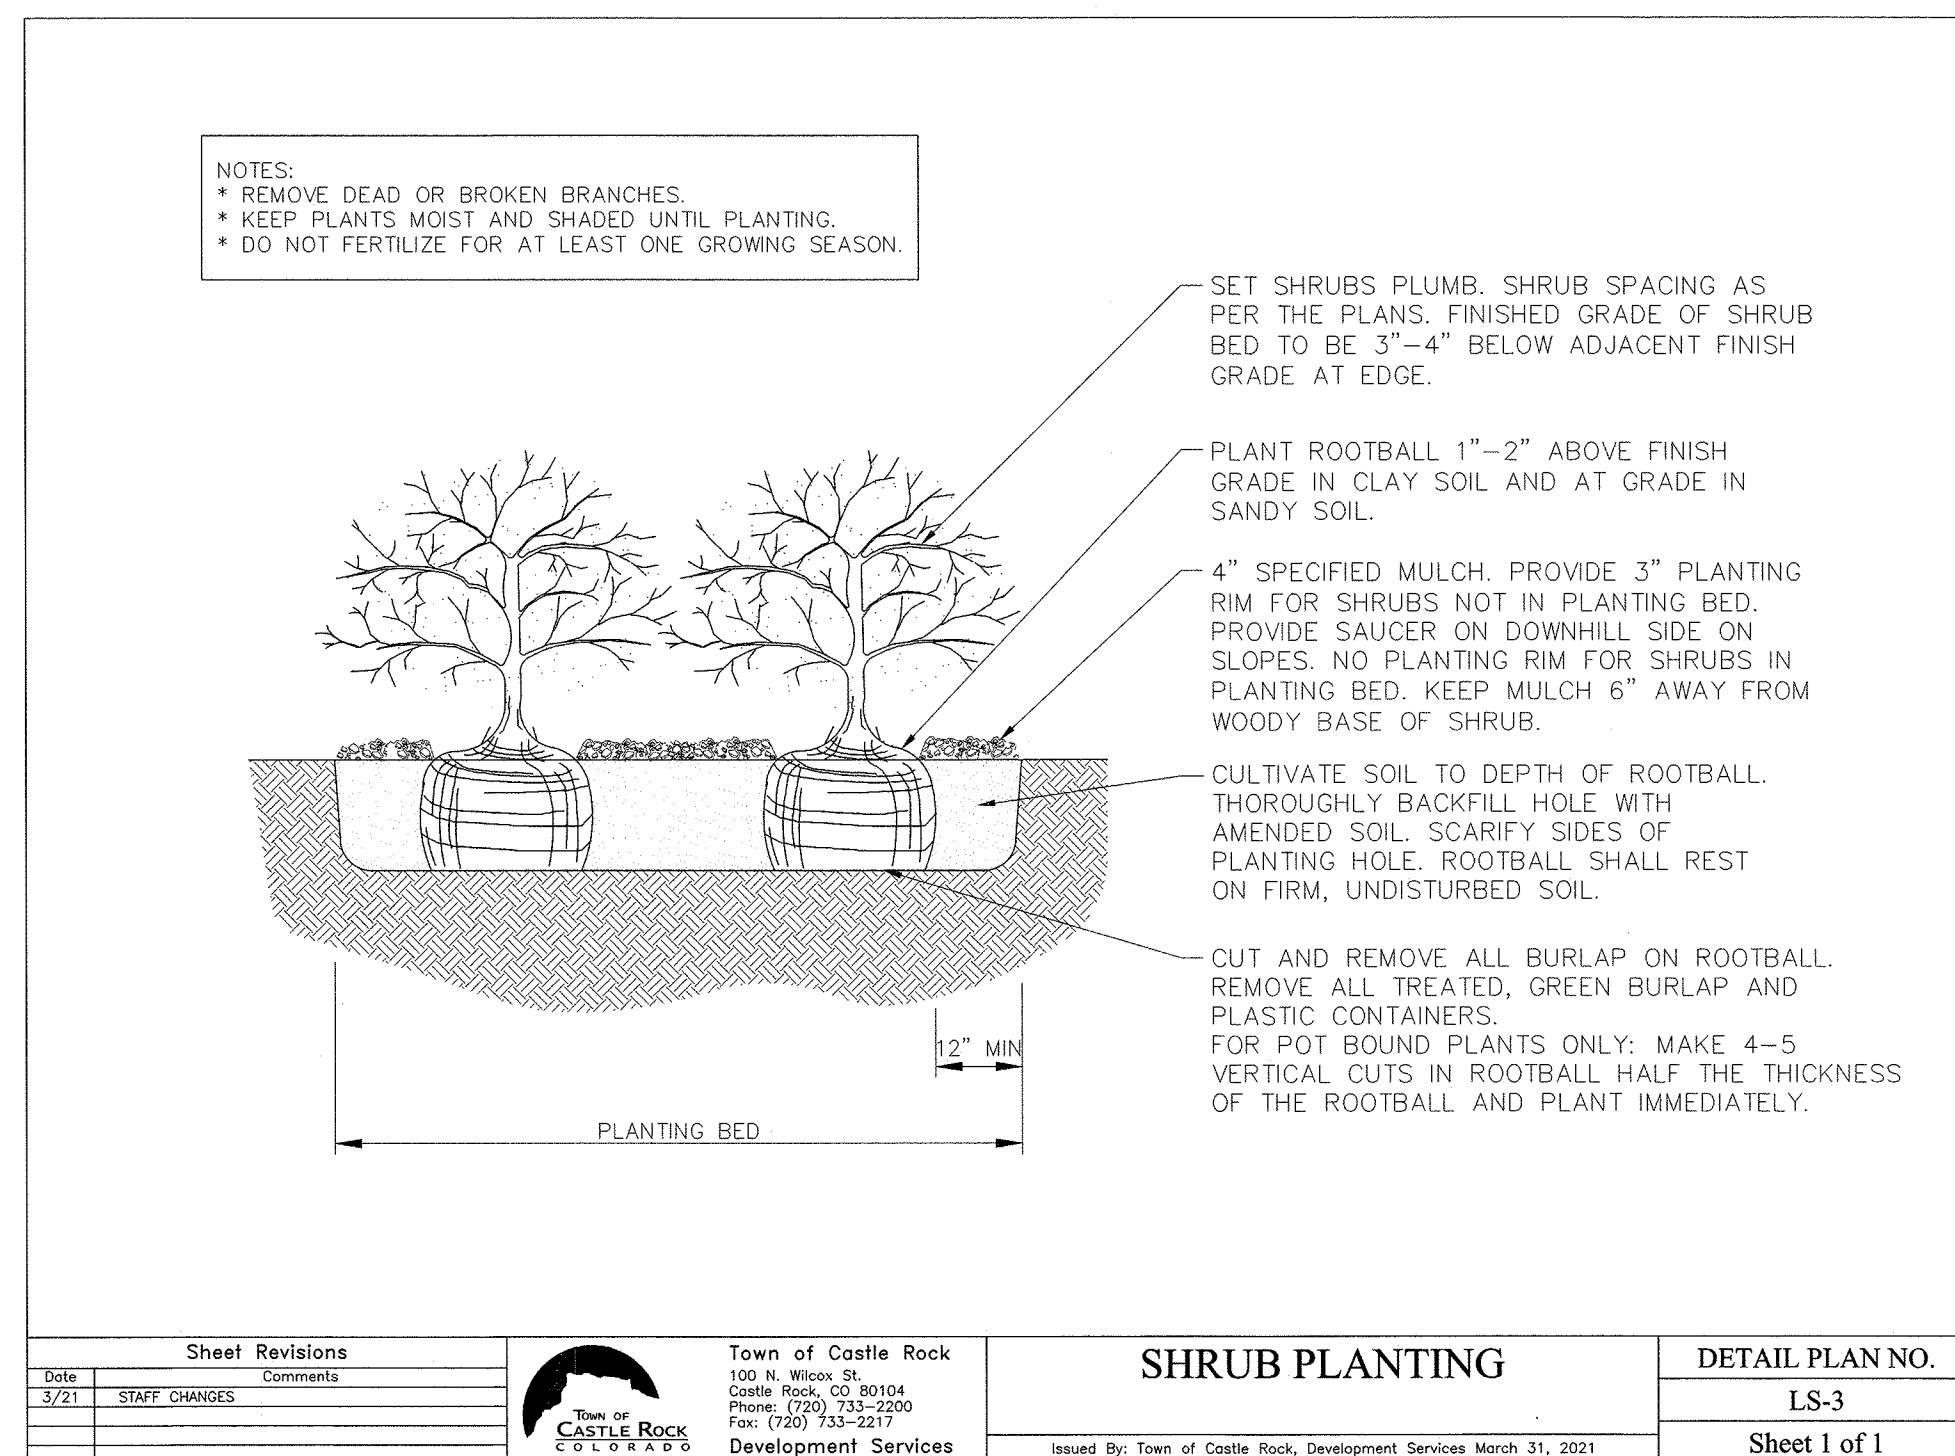 NOTES:
* REMOVE DEAD OR BROKEN BRANCHES.
* KEEP PLANTS MOIST AND SHADED UNTIL PLANTING.
* DO NOT FERTILIZE FOR AT LEAST ONE GROWING SEASON.
SET SHRUBS PLUMB. SHRUB SPACING AS
PER THE PLANS. FINISHED GRADE OF SHRUB
BED TO BE 3"-4" BELOW ADJACENT FINISH
GRADE AT EDGE.
PLANT ROOTBALL 1"-2" ABOVE FINISH
GRADE IN CLAY SOIL AND AT GRADE IN
SANDY SOIL.
4" SPECIFIED MULCH. PROVIDE 3" PLANTING
RIM FOR SHRUBS NOT IN PLANTING BED.
PROVIDE SAUCER ON DOWNHILL SIDE ON
SLOPES. NO PLANTING RIM FOR SHRUBS IN
PLANTING BED. KEEP MULCH 6" AWAY FROM
WOODY BASE OF SHRUB.
CULTIVATE SOIL TO DEPTH OF ROOTBALL.
THOROUGHLY BACKFILL HOLE WITH
AMENDED SOIL. SCARIFY SIDES OF
PLANTING HOLE. ROOTBALL SHALL REST
ON FIRM, UNDISTURBED SOIL.
CUT AND REMOVE ALL BURLAP ON ROOTBALL.
REMOVE ALL TREATED, GREEN BURLAP AND
PLASTIC CONTAINERS.
FOR POT BOUND PLANTS ONLY: MAKE 4-5
VERTICAL CUTS IN ROOTBALL HALF THE THICKNESS
OF THE ROOTBALL AND PLANT IMMEDIATELY.
12" MIN
PLANTING BED
Sheet Revisions
Date Comments
3/21 STAFF CHANGES
TOWN OF
CASTLE ROCK
COLORADO
Town of Castle Rock
100 N. Wilcox St.
Castle Rock, CO 80104
Phone: (720) 733-2200
Fax: (720) 733-2217
Development Services
SHRUB PLANTING
Issued By: Town of Castle Rock, Development Services March 31, 2021
DETAIL PLAN NO.
LS-3
Sheet 1 of 1